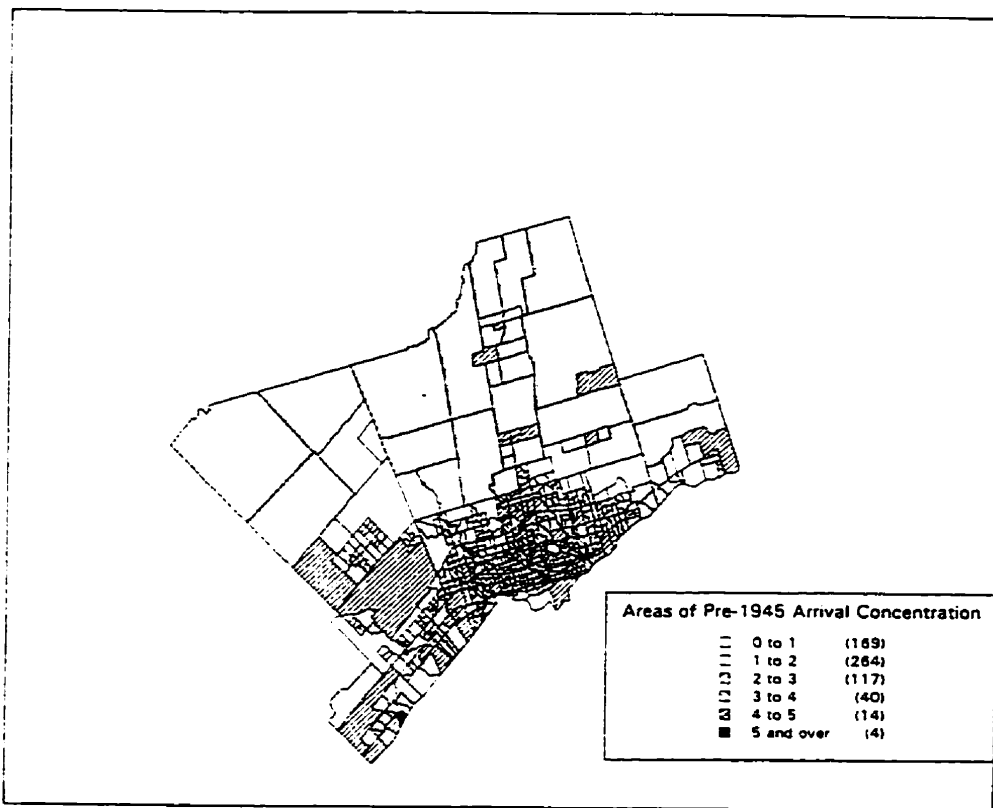 Areas of Pre-1945 Arrival Concentration
0 to 1 (169)
1 to 2 (264)
2 to 3 (117)
3 to 4 (40)
4 to 5 (14)
5 and over (4)